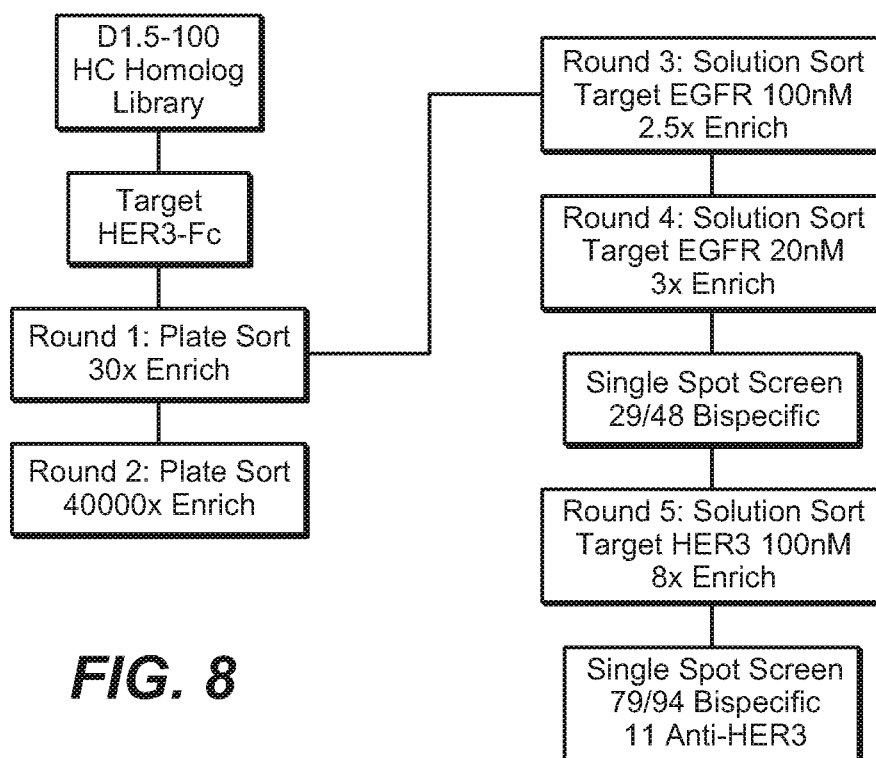 D1.5-100
HC Homolog
Library
Target
HER3-Fc
Round 1: Plate Sort
30x Enrich
Round 2: Plate Sort
40000x Enrich
Round 3: Solution Sort
Target EGFR 100nM
2.5x Enrich
Round 4: Solution Sort
Target EGFR 20nM
3x Enrich
Single Spot Screen
29/48 Bispecific
Round 5: Solution Sort
Target HER3 100nM
8x Enrich
Single Spot Screen
79/94 Bispecific
11 Anti-HER3
FIG. 8